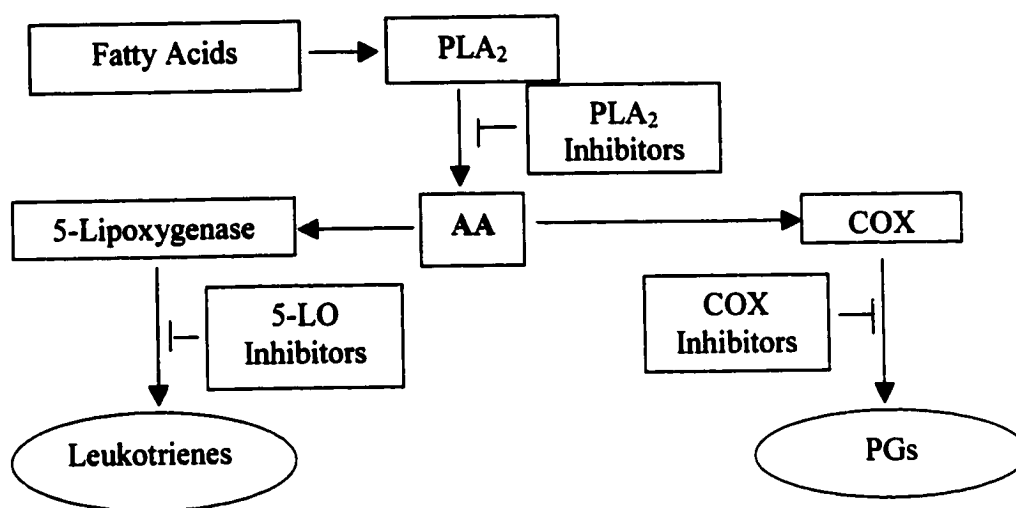 Fatty Acids
PLA₂
PLA₂
Inhibitors
5-Lipoxygenase
AA
COX
5-LO
Inhibitors
COX
Inhibitors
Leukotrienes
PGs